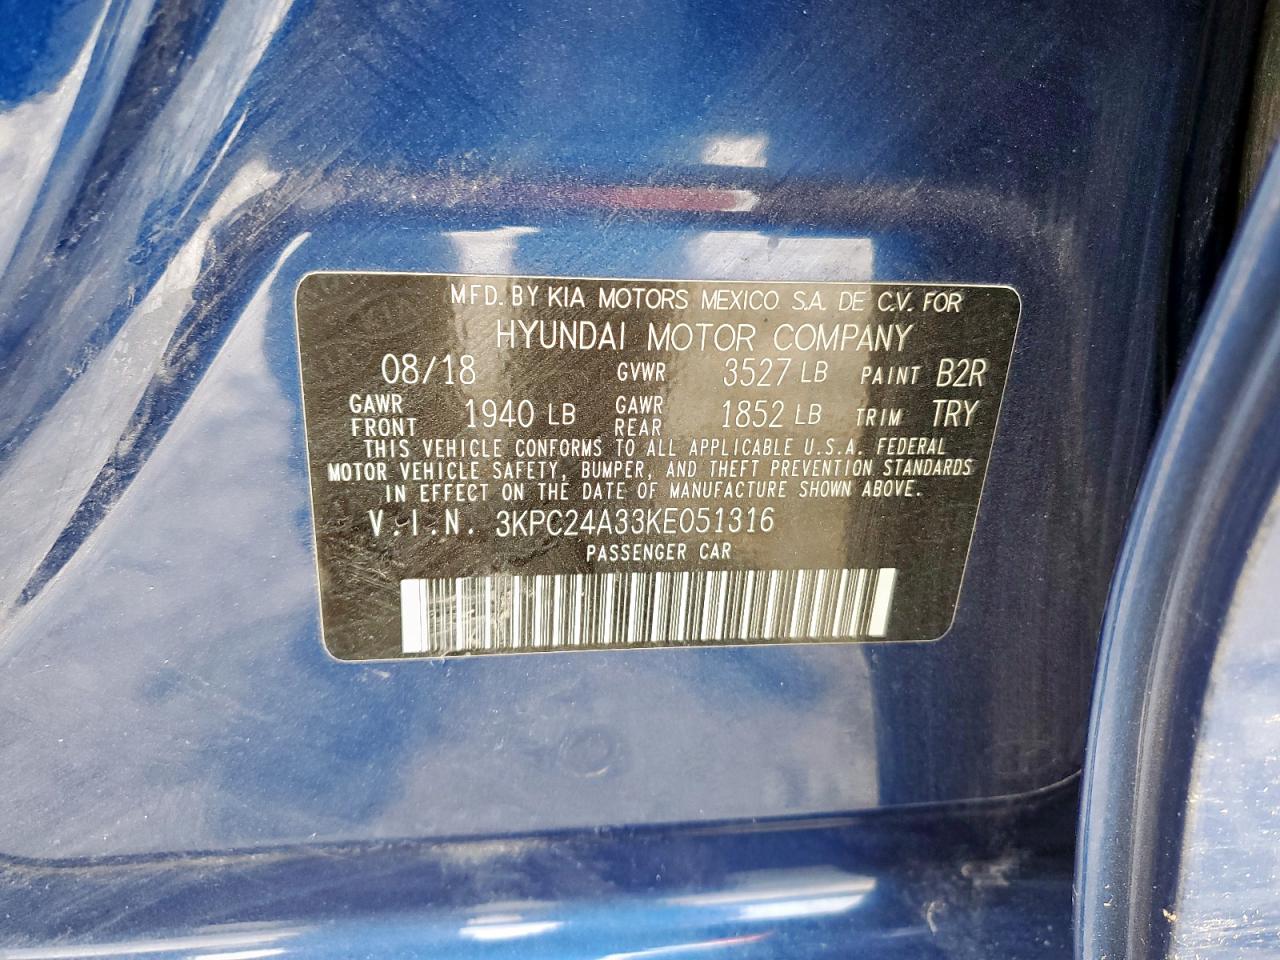 MFD. BY KIA MOTORS MEXICO S.A. DE C.V. FOR
HYUNDAI MOTOR COMPANY
08/18 GVWR 3527 LB PAINT B2R
GAWR FRONT 1940 LB GAWR REAR 1852 LB TRIM TRY
THIS VEHICLE CONFORMS TO ALL APPLICABLE U.S.A. FEDERAL
MOTOR VEHICLE SAFETY, BUMPER, AND THEFT PREVENTION STANDARDS
IN EFFECT ON THE DATE OF MANUFACTURE SHOWN ABOVE.
V.I.N. 3KPC24A33KE051316
PASSENGER CAR